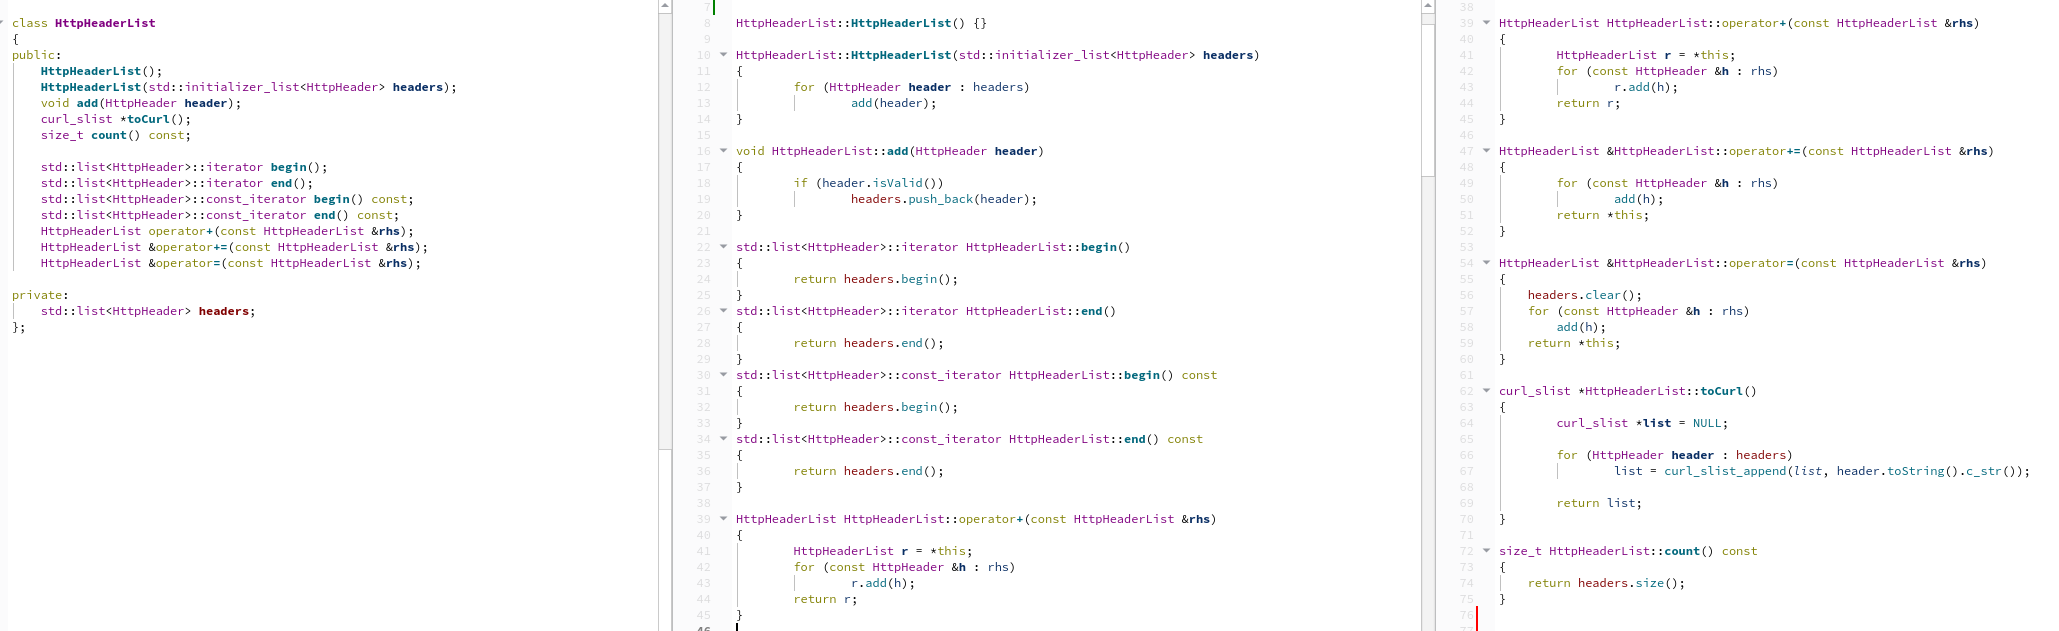 class HttpHeaderList
{
public:
    HttpHeaderList();
    HttpHeaderList(std::initializer_list<HttpHeader> headers);
    void add(HttpHeader header);
    curl_slist *toCurl();
    size_t count() const;

    std::list<HttpHeader>::iterator begin();
    std::list<HttpHeader>::iterator end();
    std::list<HttpHeader>::const_iterator begin() const;
    std::list<HttpHeader>::const_iterator end() const;
    HttpHeaderList operator+(const HttpHeaderList &rhs);
    HttpHeaderList &operator+=(const HttpHeaderList &rhs);
    HttpHeaderList &operator=(const HttpHeaderList &rhs);

private:
    std::list<HttpHeader> headers;
};
7
8 HttpHeaderList::HttpHeaderList() {}
9
10 HttpHeaderList::HttpHeaderList(std::initializer_list<HttpHeader> headers)
11 {
12         for (HttpHeader header : headers)
13                 add(header);
14 }
15
16 void HttpHeaderList::add(HttpHeader header)
17 {
18         if (header.isValid())
19                 headers.push_back(header);
20 }
21
22 std::list<HttpHeader>::iterator HttpHeaderList::begin()
23 {
24         return headers.begin();
25 }
26 std::list<HttpHeader>::iterator HttpHeaderList::end()
27 {
28         return headers.end();
29 }
30 std::list<HttpHeader>::const_iterator HttpHeaderList::begin() const
31 {
32         return headers.begin();
33 }
34 std::list<HttpHeader>::const_iterator HttpHeaderList::end() const
35 {
36         return headers.end();
37 }
38
39 HttpHeaderList HttpHeaderList::operator+(const HttpHeaderList &rhs)
40 {
41         HttpHeaderList r = *this;
42         for (const HttpHeader &h : rhs)
43                 r.add(h);
44         return r;
45 }
46
38
39 HttpHeaderList HttpHeaderList::operator+(const HttpHeaderList &rhs)
40 {
41         HttpHeaderList r = *this;
42         for (const HttpHeader &h : rhs)
43                 r.add(h);
44         return r;
45 }
46
47 HttpHeaderList &HttpHeaderList::operator+=(const HttpHeaderList &rhs)
48 {
49         for (const HttpHeader &h : rhs)
50                 add(h);
51         return *this;
52 }
53
54 HttpHeaderList &HttpHeaderList::operator=(const HttpHeaderList &rhs)
55 {
56     headers.clear();
57     for (const HttpHeader &h : rhs)
58         add(h);
59     return *this;
60 }
61
62 curl_slist *HttpHeaderList::toCurl()
63 {
64         curl_slist *list = NULL;
65
66         for (HttpHeader header : headers)
67                 list = curl_slist_append(list, header.toString().c_str());
68
69         return list;
70 }
71
72 size_t HttpHeaderList::count() const
73 {
74     return headers.size();
75 }
76
77